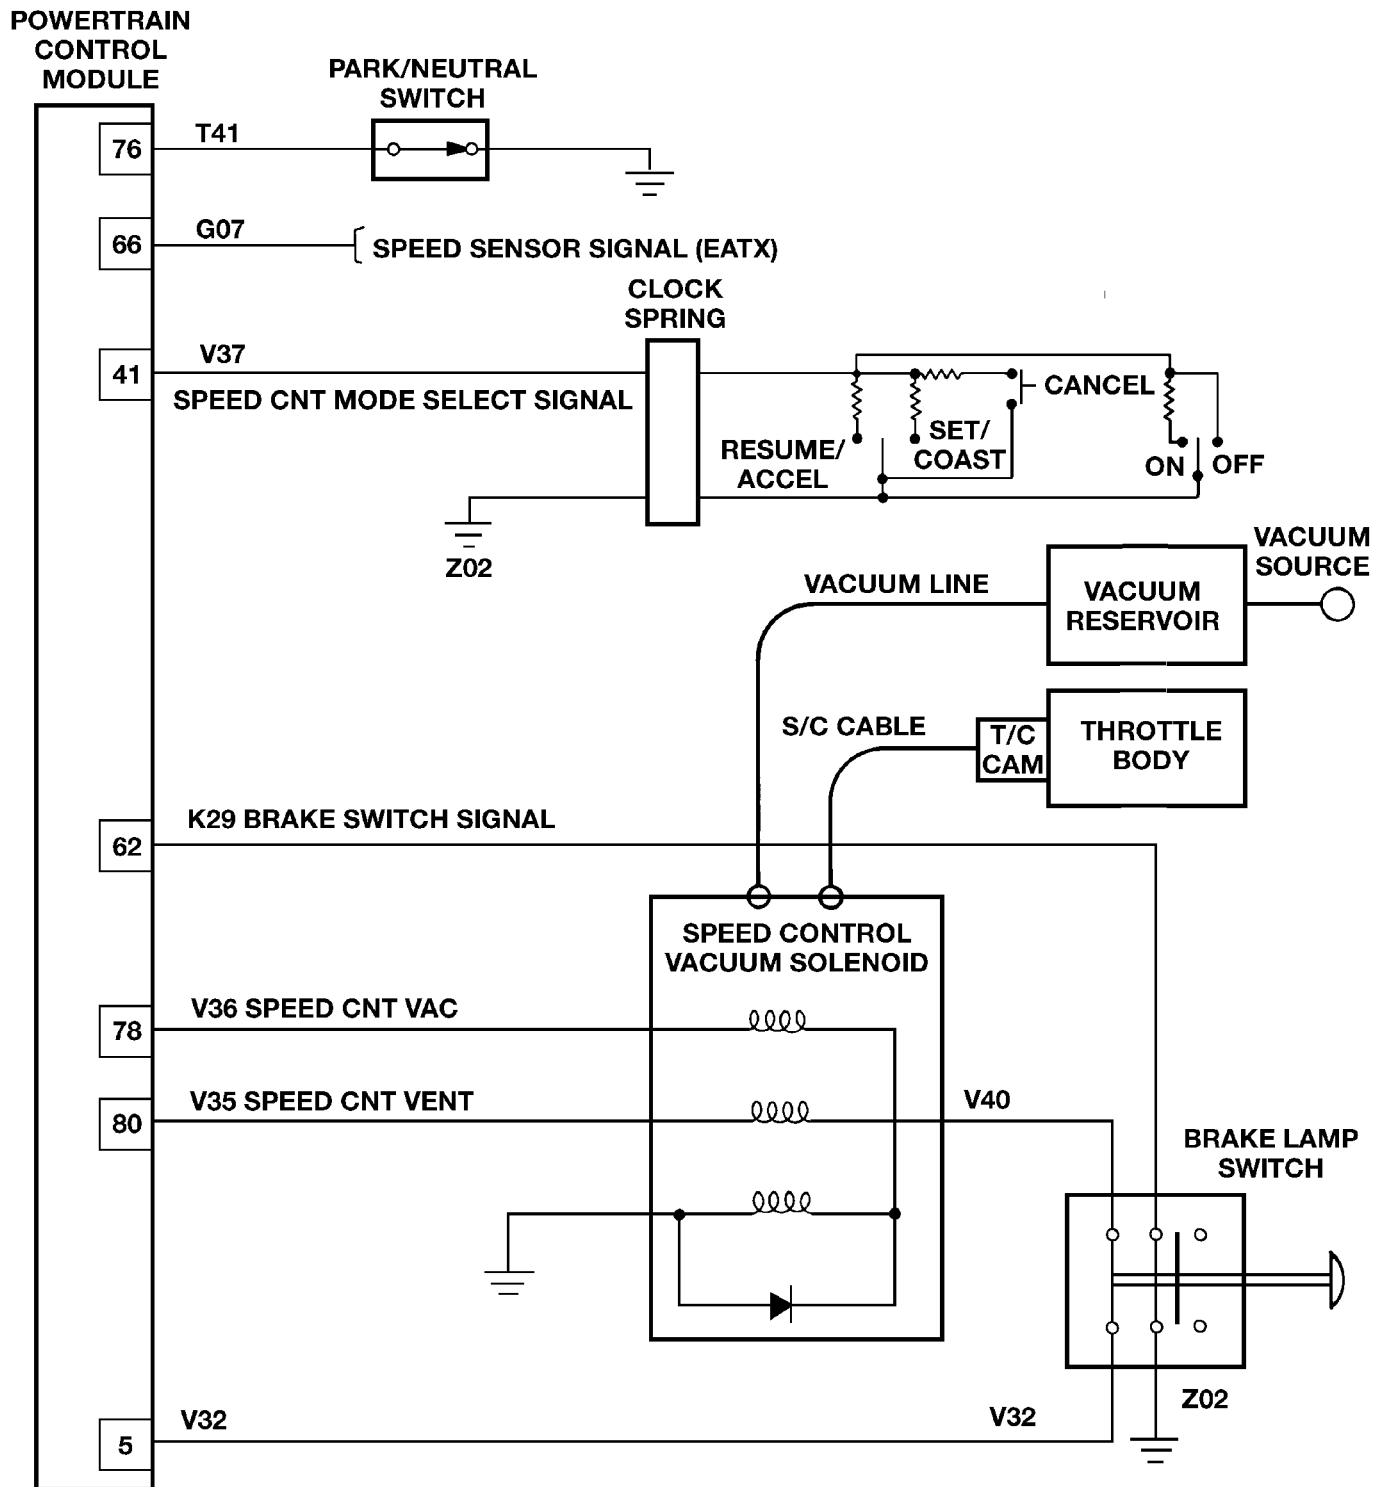 POWERTRAIN
CONTROL
MODULE
PARK/NEUTRAL
SWITCH
76
T41
66
G07
SPEED SENSOR SIGNAL (EATX)
CLOCK
SPRING
41
V37
SPEED CNT MODE SELECT SIGNAL
CANCEL
RESUME/
ACCEL
SET/
COAST
ON
OFF
Z02
VACUUM
SOURCE
VACUUM LINE
VACUUM
RESERVOIR
S/C CABLE
T/C
CAM
THROTTLE
BODY
62
K29 BRAKE SWITCH SIGNAL
SPEED CONTROL
VACUUM SOLENOID
78
V36 SPEED CNT VAC
80
V35 SPEED CNT VENT
V40
BRAKE LAMP
SWITCH
Z02
5
V32
V32